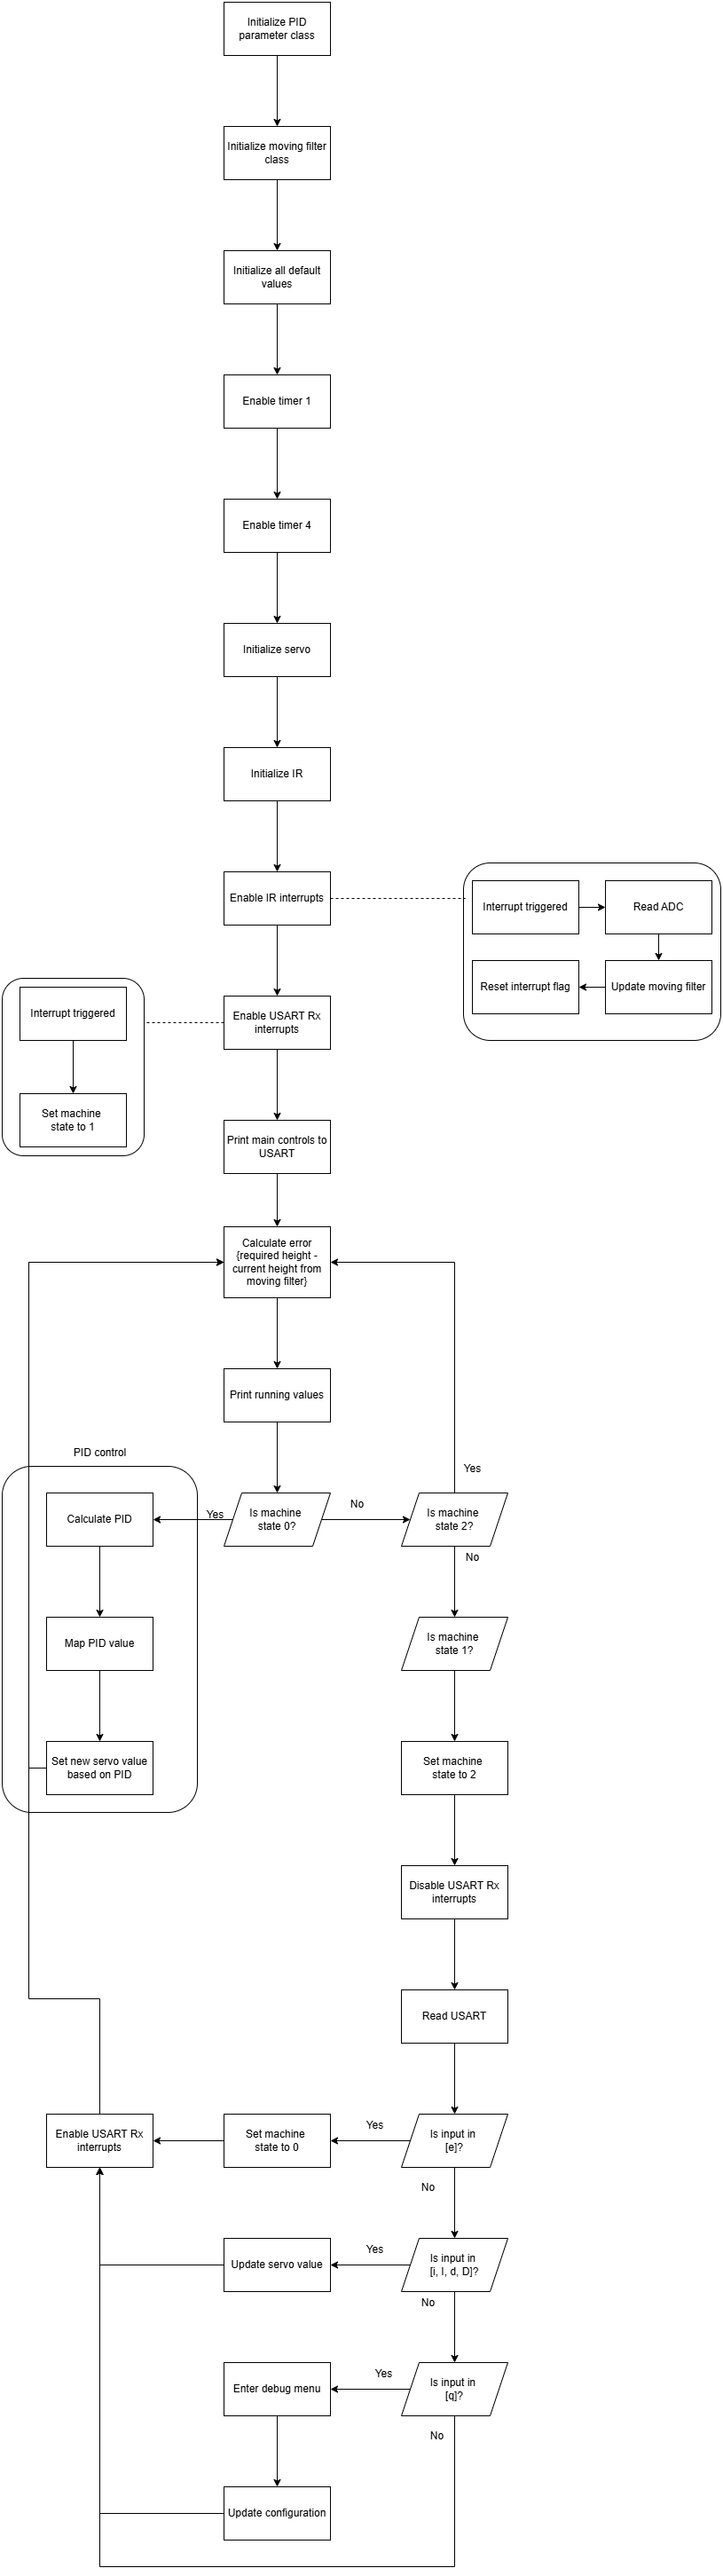 Initialize PID
parameter class
Initialize moving filter
class
Initialize all default
values
Enable timer 1
Enable timer 4
Initialize servo
Initialize IR
Enable IR interrupts
Interrupt triggered
Read ADC
Reset interrupt flag
Update moving filter
Interrupt triggered
Set machine
state to 1
Enable USART Rx
interrupts
Print main controls to
USART
Calculate error
{required height -
current height from
moving filter}
Print running values
PID control
Yes
Calculate PID
Yes
Is machine
state 0?
No
Is machine
state 2?
No
Map PID value
Is machine
state 1?
Set new servo value
based on PID
Set machine
state to 2
Disable USART Rx
interrupts
Read USART
Enable USART Rx
interrupts
Set machine
state to 0
Yes
Is input in
[e]?
No
Update servo value
Yes
Is input in
[i, I, d, D]?
No
Enter debug menu
Yes
Is input in
[q]?
No
Update configuration